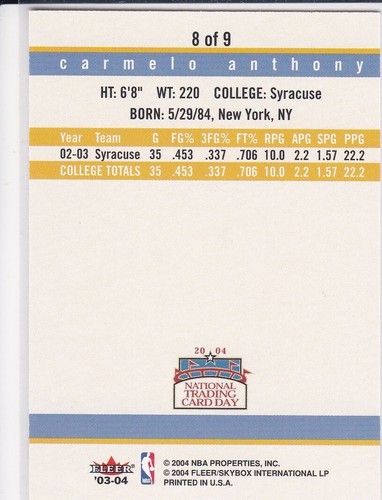 8 of 9
carmelo anthony
HT: 6'8" WT: 220 COLLEGE: Syracuse
BORN: 5/29/84, New York, NY
Year Team G FG% 3FG% FT% RPG APG SPG PPG
02-03 Syracuse 35 .453 .337 .706 10.0 2.2 1.57 22.2
COLLEGE TOTALS 35 .453 .337 .706 10.0 2.2 1.57 22.2
20 04
NATIONAL
TRADING
CARD DAY
FLEER
'03-04
NBA
© 2004 NBA PROPERTIES, INC.
© 2004 FLEER/SKYBOX INTERNATIONAL LP
PRINTED IN U.S.A.